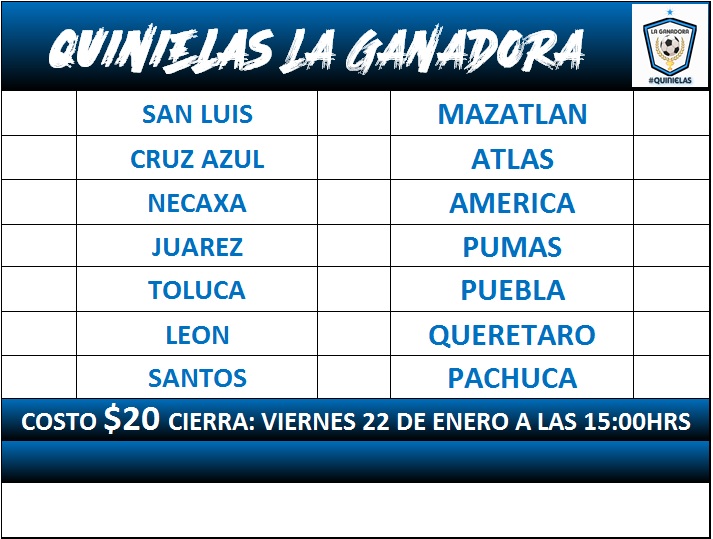 QUINIELAS LA GANADORA
LA GANADORA
#QUINIELAS
SAN LUIS MAZATLAN
CRUZ AZUL ATLAS
NECAXA AMERICA
JUAREZ PUMAS
TOLUCA PUEBLA
LEON QUERETARO
SANTOS PACHUCA
COSTO $20 CIERRA: VIERNES 22 DE ENERO A LAS 15:00HRS